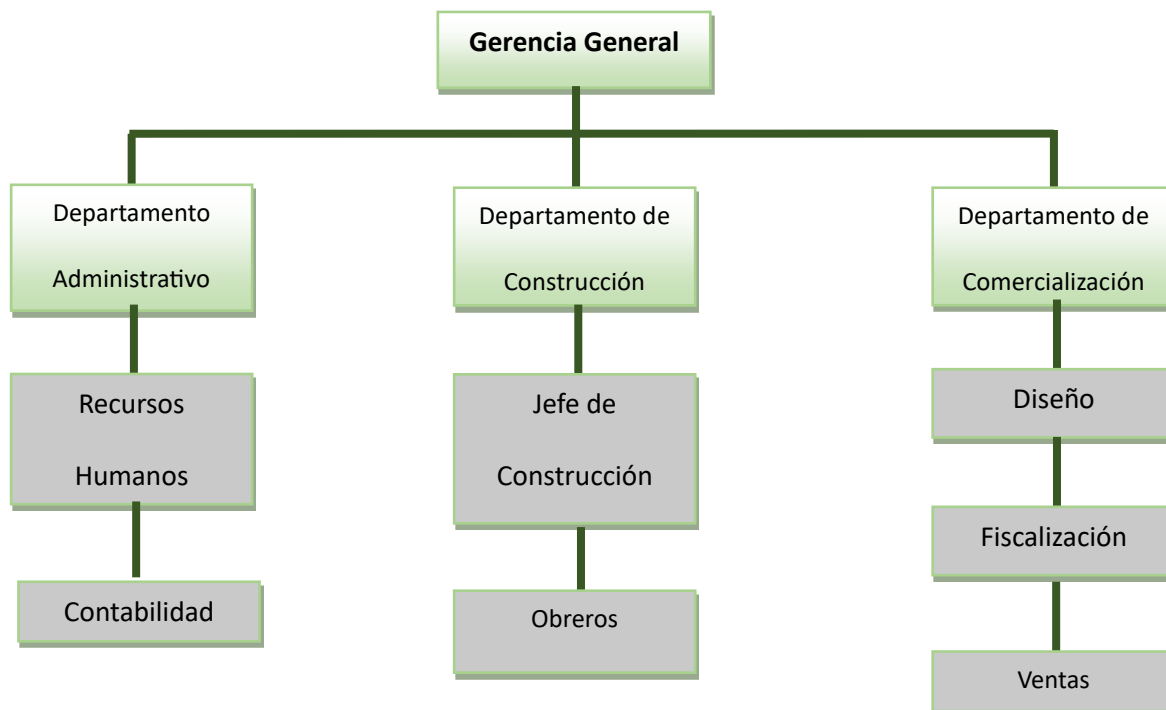 Gerencia General
Departamento
Administrativo
Departamento de
Construcción
Departamento de
Comercialización
Recursos
Humanos
Jefe de
Construcción
Diseño
Fiscalización
Contabilidad
Obreros
Ventas